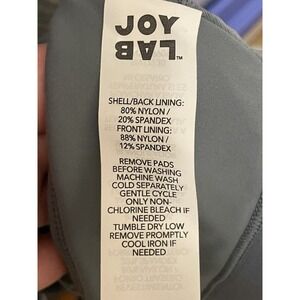 JOY
LAB™
SHELL/BACK LINING:
80% NYLON /
20% SPANDEX
FRONT LINING:
88% NYLON /
12% SPANDEX
REMOVE PADS
BEFORE WASHING
MACHINE WASH
COLD SEPARATELY
GENTLE CYCLE
ONLY NON-
CHLORINE BLEACH IF
NEEDED
TUMBLE DRY LOW
REMOVE PROMPTLY
COOL IRON IF
NEEDED